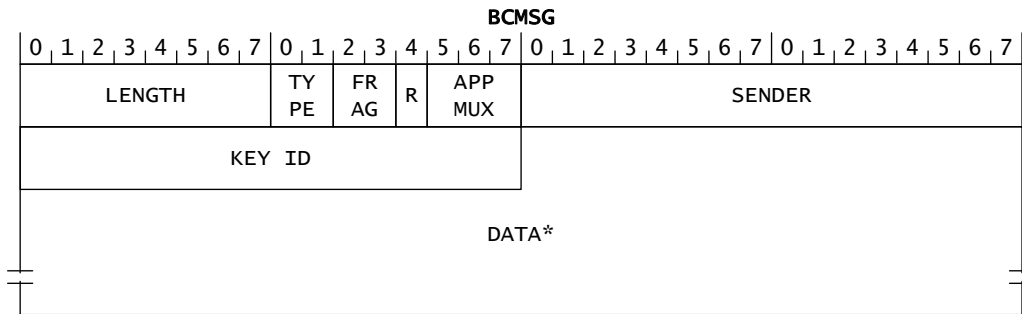 BCMSG
0 1 2 3 4 5 6 7 0 1 2 3 4 5 6 7 0 1 2 3 4 5 6 7 0 1 2 3 4 5 6 7
LENGTH TY PE FR AG R APP MUX SENDER
KEY ID
DATA*